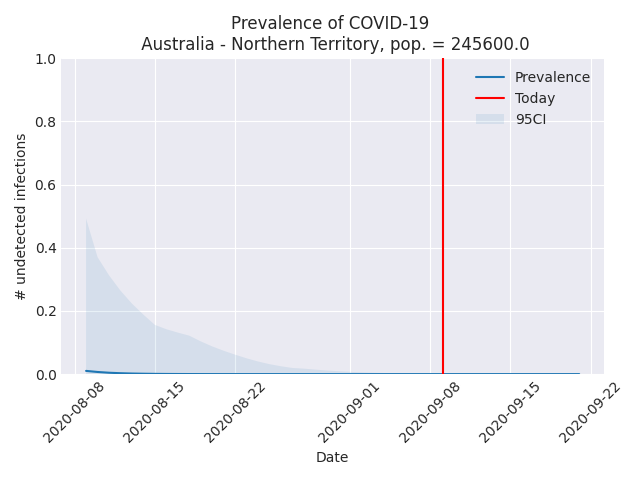 Prevalence of COVID-19
Australia - Northern Territory, pop. = 245600.0
1.0
0.8
0.6
0.4
0.2
0.0
# undetected infections
Prevalence
Today
95CI
2020-08-08
2020-08-15
2020-08-22
2020-09-01
2020-09-08
2020-09-15
2020-09-22
Date